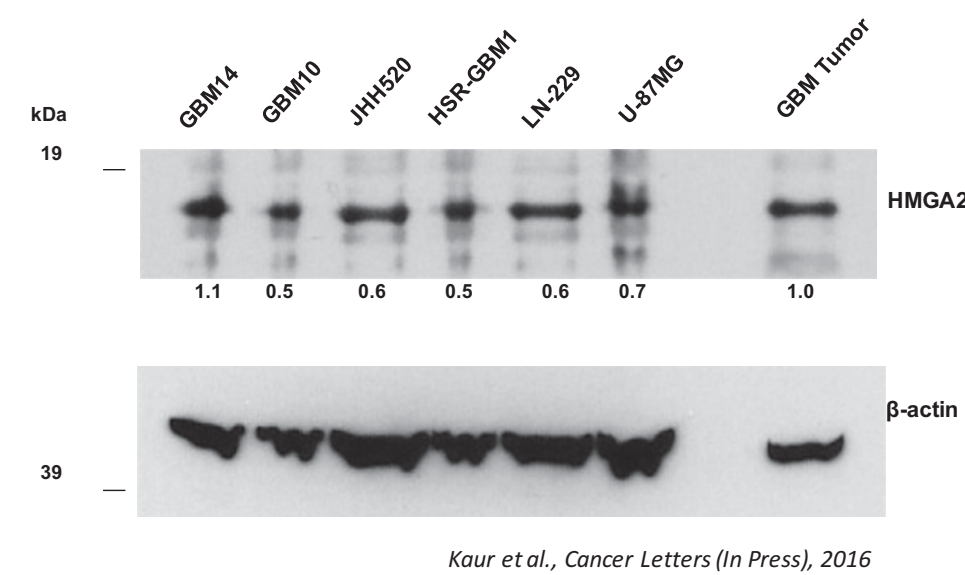 GBM14 GBM10 JHH520 HSR-GBM1 LN-229 U-87MG GBM Tumor
kDa
19
HMGA2
1.1 0.5 0.6 0.5 0.6 0.7 1.0
β-actin
39
Kaur et al., Cancer Letters (In Press), 2016